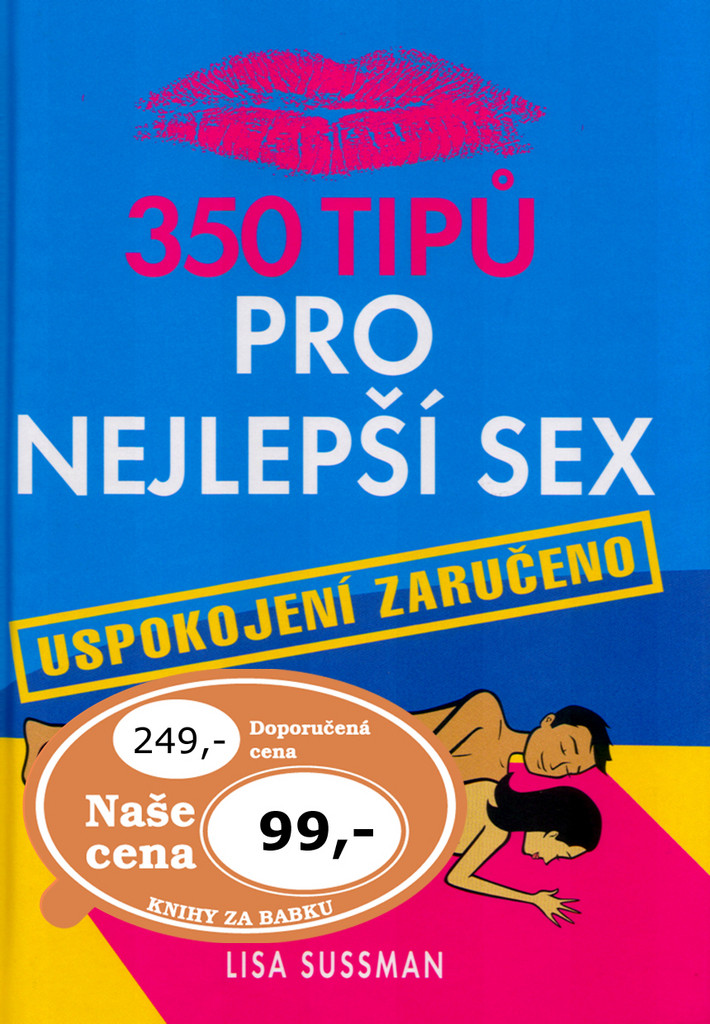 350 TIPŮ
PRO
NEJLEPŠÍ SEX
USPOKOJENÍ ZARUČENO
249,-
Doporučená
cena
Naše
cena
99,-
KNIHY ZA BABKU
LISA SUSSMAN